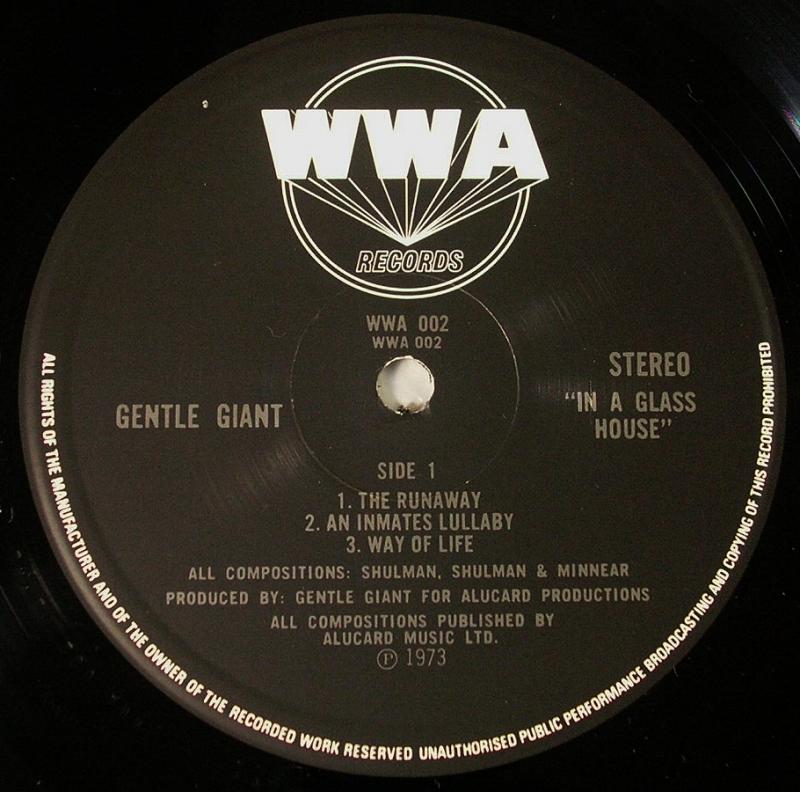 WWA
RECORDS
WWA 002
WWA 002
STEREO
GENTLE GIANT
"IN A GLASS
HOUSE"
SIDE 1
1. THE RUNAWAY
2. AN INMATES LULLABY
3. WAY OF LIFE
ALL COMPOSITIONS: SHULMAN, SHULMAN & MINNEAR
PRODUCED BY: GENTLE GIANT FOR ALUCARD PRODUCTIONS
ALL COMPOSITIONS PUBLISHED BY
ALUCARD MUSIC LTD.
℗ 1973
ALL RIGHTS OF THE MANUFACTURER AND OF THE OWNER OF THE RECORDED WORK RESERVED UNAUTHORISED PUBLIC PERFORMANCE BROADCASTING AND COPYING OF THIS RECORD PROHIBITED